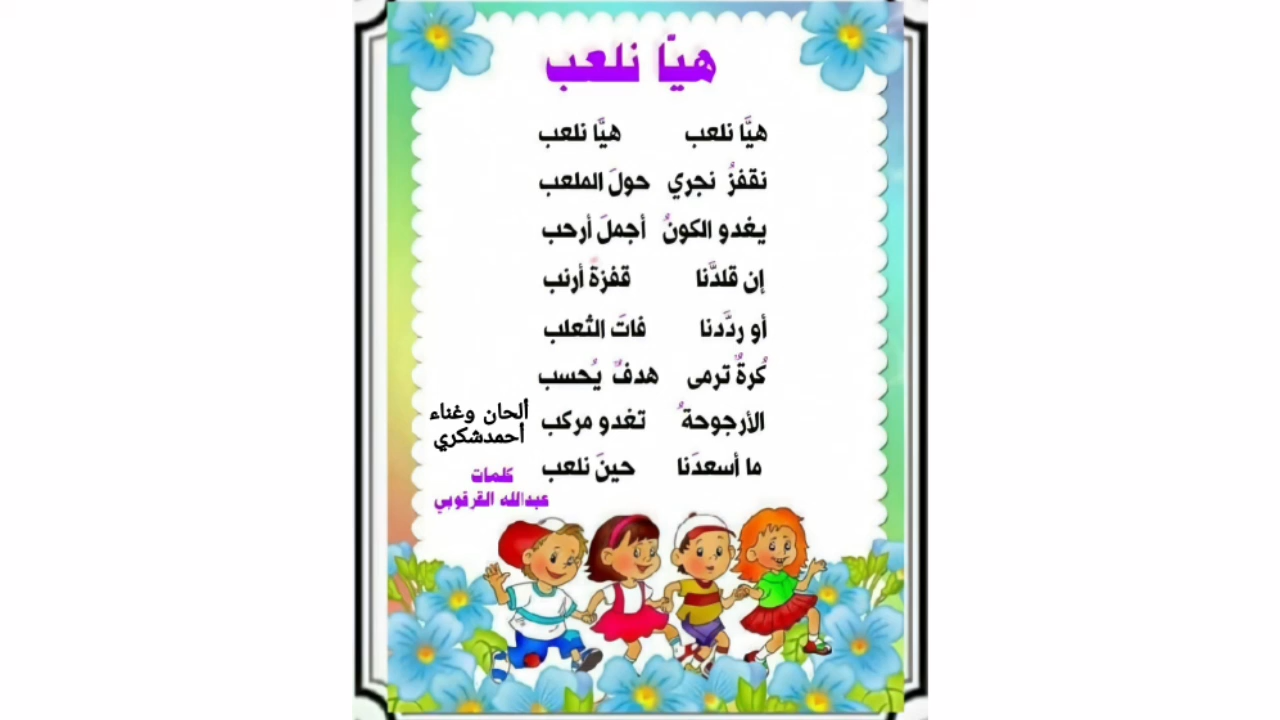 هيّا نلعب
هيَّا نلعب هيَّا نلعب
نقفزُ نجري حولَ الملعب
يغدو الكونُ أجملَ أرحب
إن قلدَّنا قفزةَ أرنب
أو ردَّدنا فاتَ الثعلب
كُرةٌ ترمى هدفٌ يُحسب
الأرجوحةُ تغدو مركب
ما أسعدَنا حينَ نلعب
ألحان وغناء
أحمدشكري
كلمات
عبدالله القرقوبي